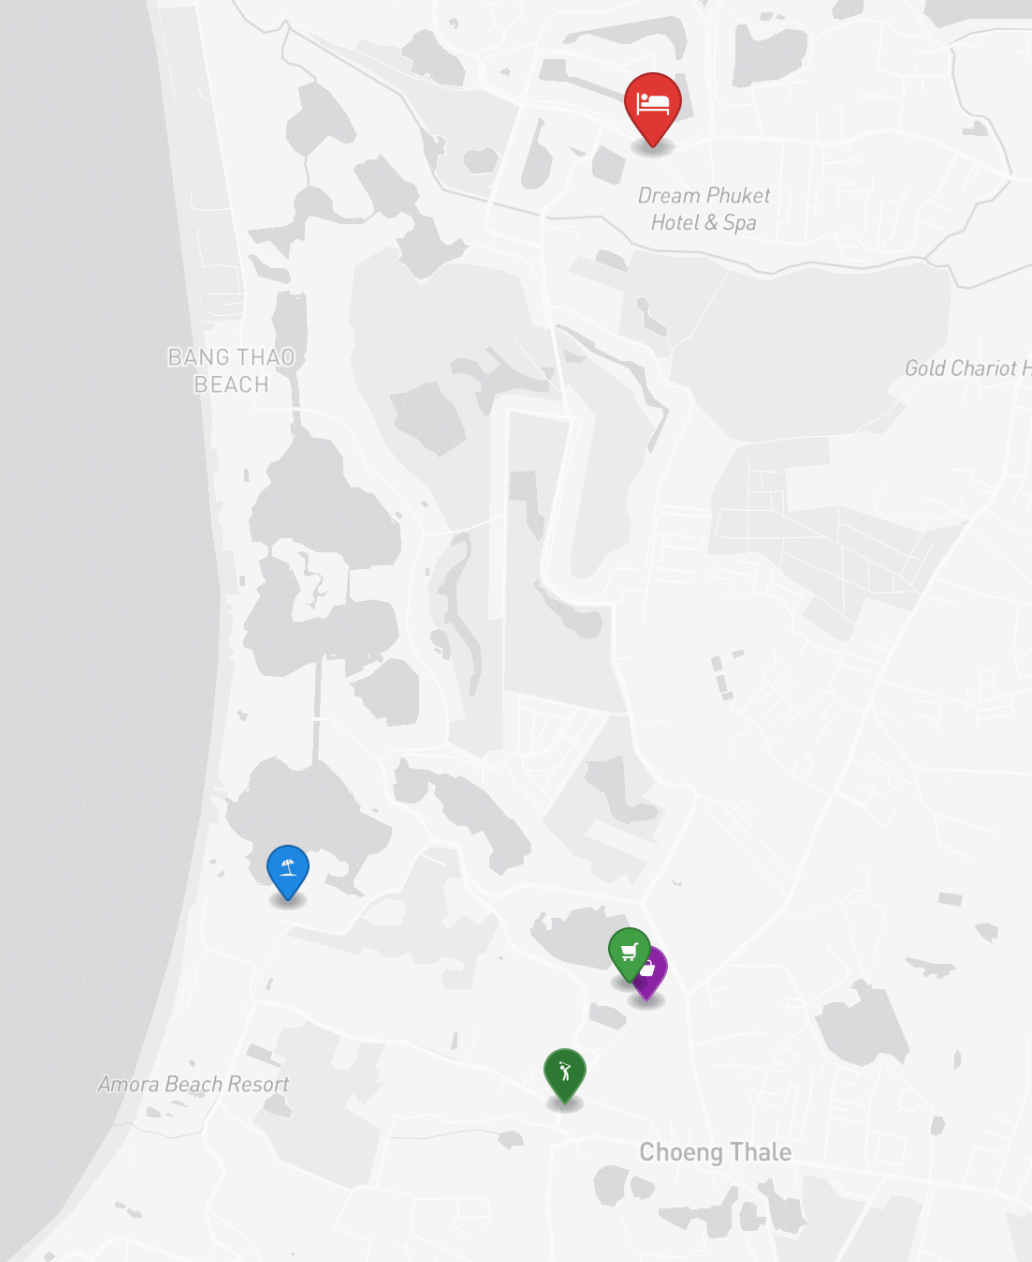 Dream Phuket
Hotel & Spa
BANG THAO
BEACH
Gold Chariot H
Amora Beach Resort
Choeng Thale